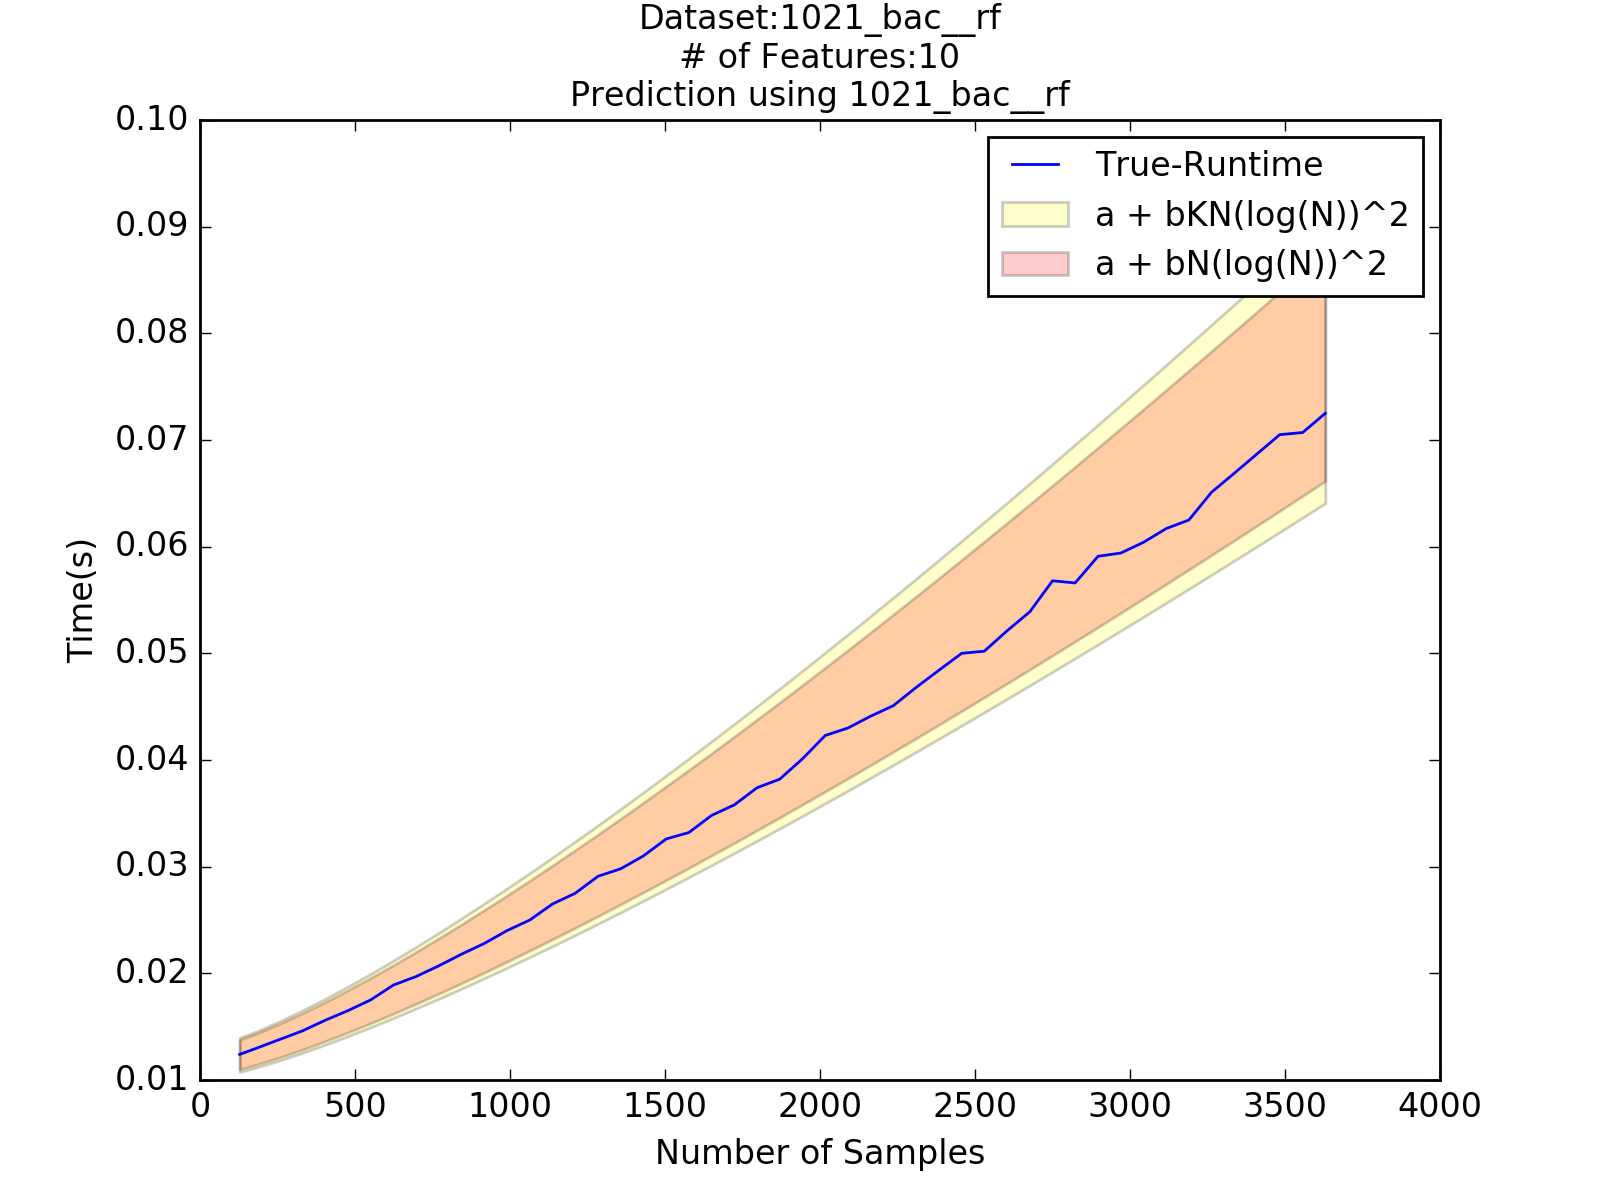 Dataset:1021_bac__rf
# of Features:10
Prediction using 1021_bac__rf
0.10
0.09
0.08
0.07
0.06
0.05
0.04
0.03
0.02
0.01
Time(s)
True-Runtime
a + bKN(log(N))^2
a + bN(log(N))^2
0 500 1000 1500 2000 2500 3000 3500 4000
Number of Samples